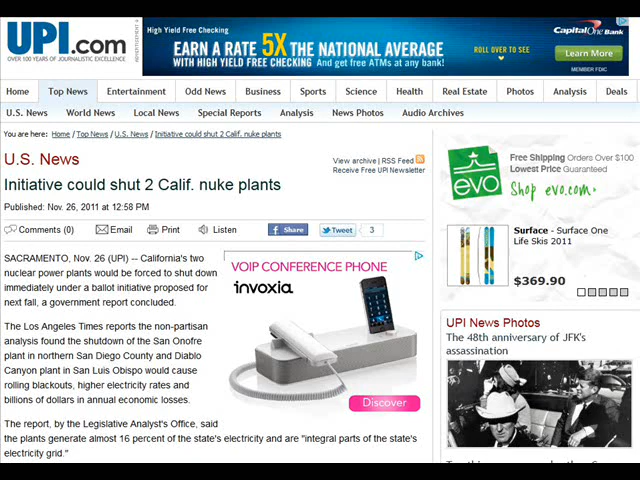 UPI.com
OVER 100 YEARS OF JOURNALISTIC EXCELLENCE
ADVERTISEMENT
High Yield Free Checking
EARN A RATE 5X THE NATIONAL AVERAGE
WITH HIGH YIELD FREE CHECKING And get free ATMs at any bank!
ROLL OVER TO SEE
Capital One Bank
Learn More
MEMBER FDIC
Home Top News Entertainment Odd News Business Sports Science Health Real Estate Photos Analysis Deals
U.S. News World News Local News Special Reports Analysis News Photos Audio Archives
You are here: Home / Top News / U.S. News / Initiative could shut 2 Calif. nuke plants
U.S. News
View archive | RSS Feed
Receive Free UPI Newsletter
Initiative could shut 2 Calif. nuke plants
Published: Nov. 26, 2011 at 12:58 PM
Comments (0) Email Print Listen Share Tweet 3
SACRAMENTO, Nov. 26 (UPI) -- California's two
nuclear power plants would be forced to shut down
immediately under a ballot initiative proposed for
next fall, a government report concluded.
The Los Angeles Times reports the non-partisan
analysis found the shutdown of the San Onofre
plant in northern San Diego County and Diablo
Canyon plant in San Luis Obispo would cause
rolling blackouts, higher electricity rates and
billions of dollars in annual economic losses.
The report, by the Legislative Analyst's Office, said
the plants generate almost 16 percent of the state's electricity and are "integral parts of the state's
electricity grid."
VOIP CONFERENCE PHONE
invoxia
Discover
evo
Free Shipping Orders Over $100
Lowest Price Guaranteed
Shop evo.com
Surface - Surface One
Life Skis 2011
$369.90
UPI News Photos
The 48th anniversary of JFK's
assassination